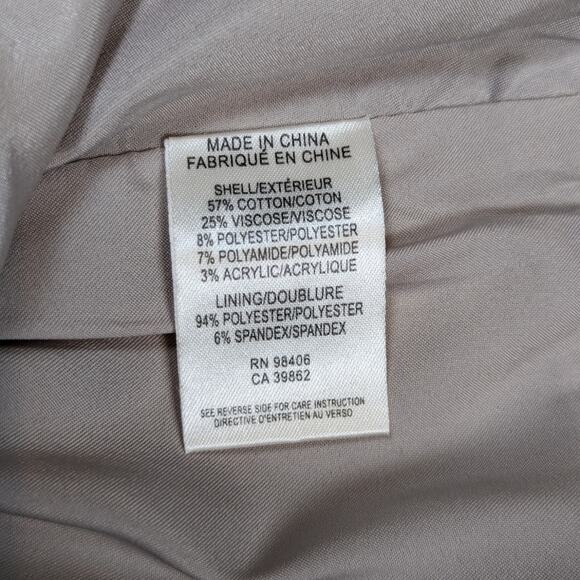 MADE IN CHINA
FABRIQUÉ EN CHINE
SHELL/EXTÉRIEUR
57% COTTON/COTON
25% VISCOSE/VISCOSE
8% POLYESTER/POLYESTER
7% POLYAMIDE/POLYAMIDE
3% ACRYLIC/ACRYLIQUE
LINING/DOUBLURE
94% POLYESTER/POLYESTER
6% SPANDEX/SPANDEX
RN 98406
CA 39862
SEE REVERSE SIDE FOR CARE INSTRUCTION
DIRECTIVE D'ENTRETIEN AU VERSO